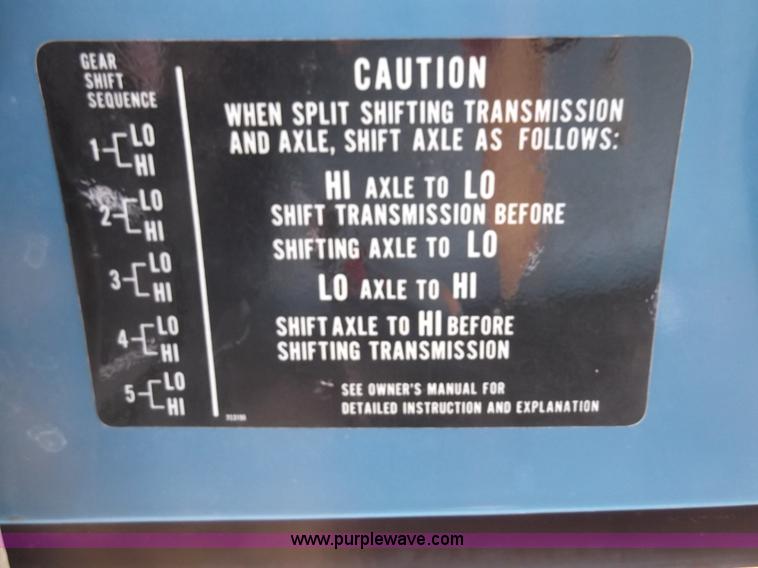 GEAR
SHIFT
SEQUENCE
1 LO
HI
2 LO
HI
3 LO
HI
4 LO
HI
5 LO
HI
CAUTION
WHEN SPLIT SHIFTING TRANSMISSION
AND AXLE, SHIFT AXLE AS FOLLOWS:
HI AXLE TO LO
SHIFT TRANSMISSION BEFORE
SHIFTING AXLE TO LO
LO AXLE TO HI
SHIFT AXLE TO HI BEFORE
SHIFTING TRANSMISSION
SEE OWNER'S MANUAL FOR
DETAILED INSTRUCTION AND EXPLANATION
www.purplewave.com